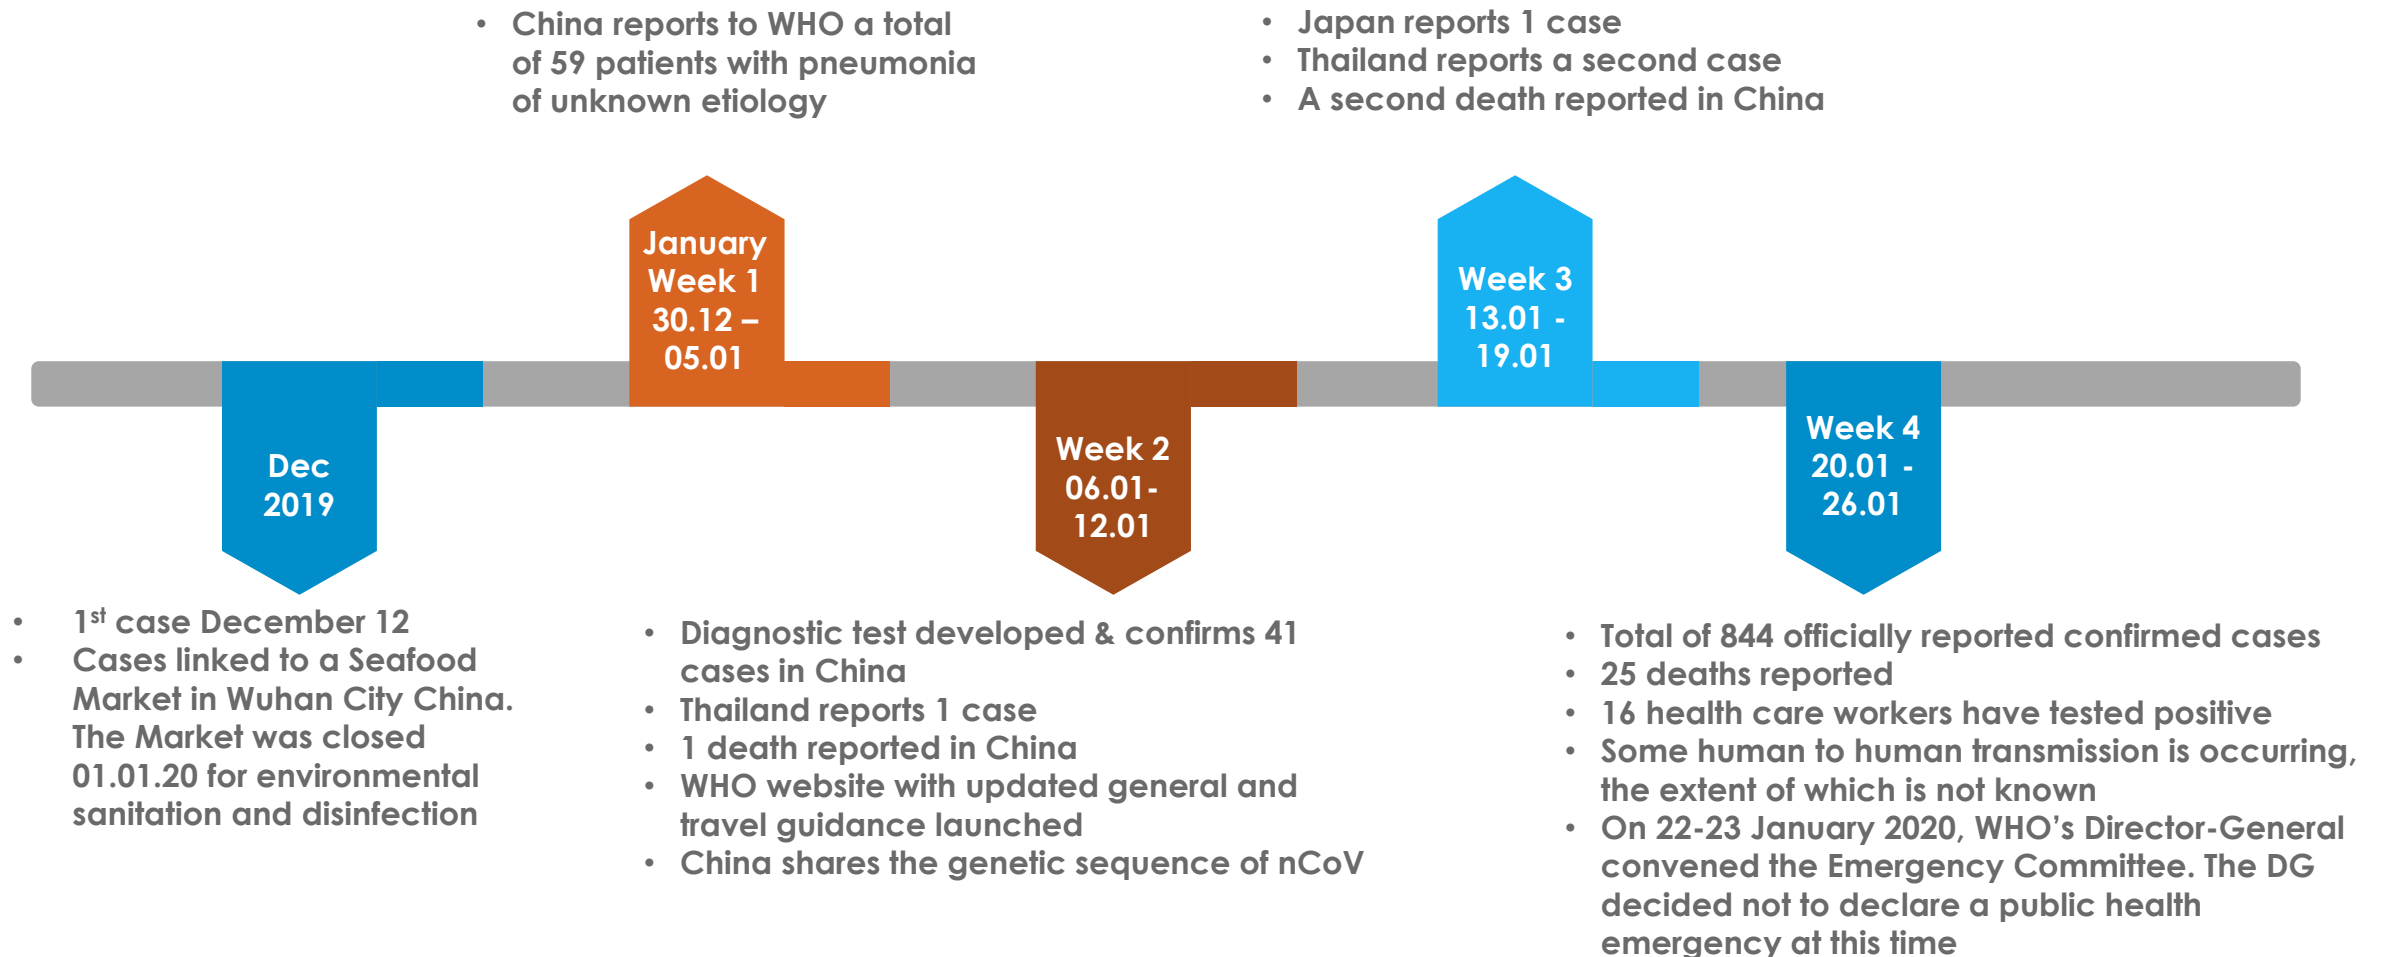 • China reports to WHO a total
of 59 patients with pneumonia
of unknown etiology
• Japan reports 1 case
• Thailand reports a second case
• A second death reported in China
January
Week 1
30.12 –
05.01
Week 3
13.01 -
19.01
Dec
2019
Week 2
06.01-
12.01
Week 4
20.01 -
26.01
• 1st case December 12
• Cases linked to a Seafood
Market in Wuhan City China.
The Market was closed
01.01.20 for environmental
sanitation and disinfection
• Diagnostic test developed & confirms 41
cases in China
• Thailand reports 1 case
• 1 death reported in China
• WHO website with updated general and
travel guidance launched
• China shares the genetic sequence of nCoV
• Total of 844 officially reported confirmed cases
• 25 deaths reported
• 16 health care workers have tested positive
• Some human to human transmission is occurring,
the extent of which is not known
• On 22-23 January 2020, WHO’s Director-General
convened the Emergency Committee. The DG
decided not to declare a public health
emergency at this time